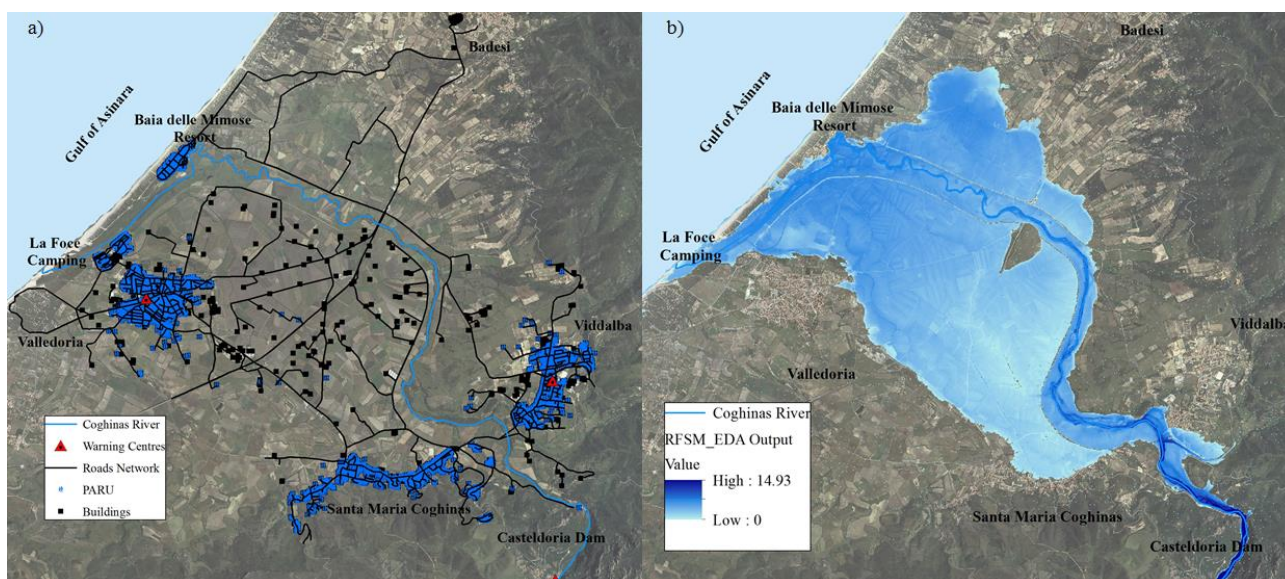 a)
Badesi
Gulf of Asinara
Baia delle Mimose
Resort
La Foce
Camping
Valledoria
Viddalba
Coghinas River
Warning Centres
Roads Network
PARU
Buildings
Santa Maria Coghinas
Casteldoria Dam
b)
Badesi
Gulf of Asinara
Baia delle Mimose
Resort
La Foce
Camping
Viddalba
Valledoria
Coghinas River
RFSM_EDA Output
Value
High : 14.93
Low : 0
Santa Maria Coghinas
Casteldoria Dam